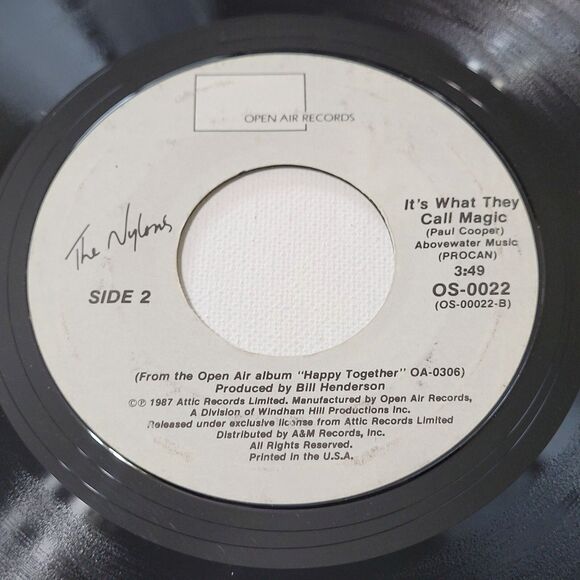 OPEN AIR RECORDS
The Nylons
SIDE 2
It's What They
Call Magic
(Paul Cooper)
Abovewater Music
(PROCAN)
3:49
OS-0022
(OS-00022-B)
(From the Open Air album "Happy Together" OA-0306)
Produced by Bill Henderson
©℗ 1987 Attic Records Limited. Manufactured by Open Air Records,
A Division of Windham Hill Productions Inc.
Released under exclusive license from Attic Records Limited
Distributed by A&M Records, Inc.
All Rights Reserved.
Printed in the U.S.A.